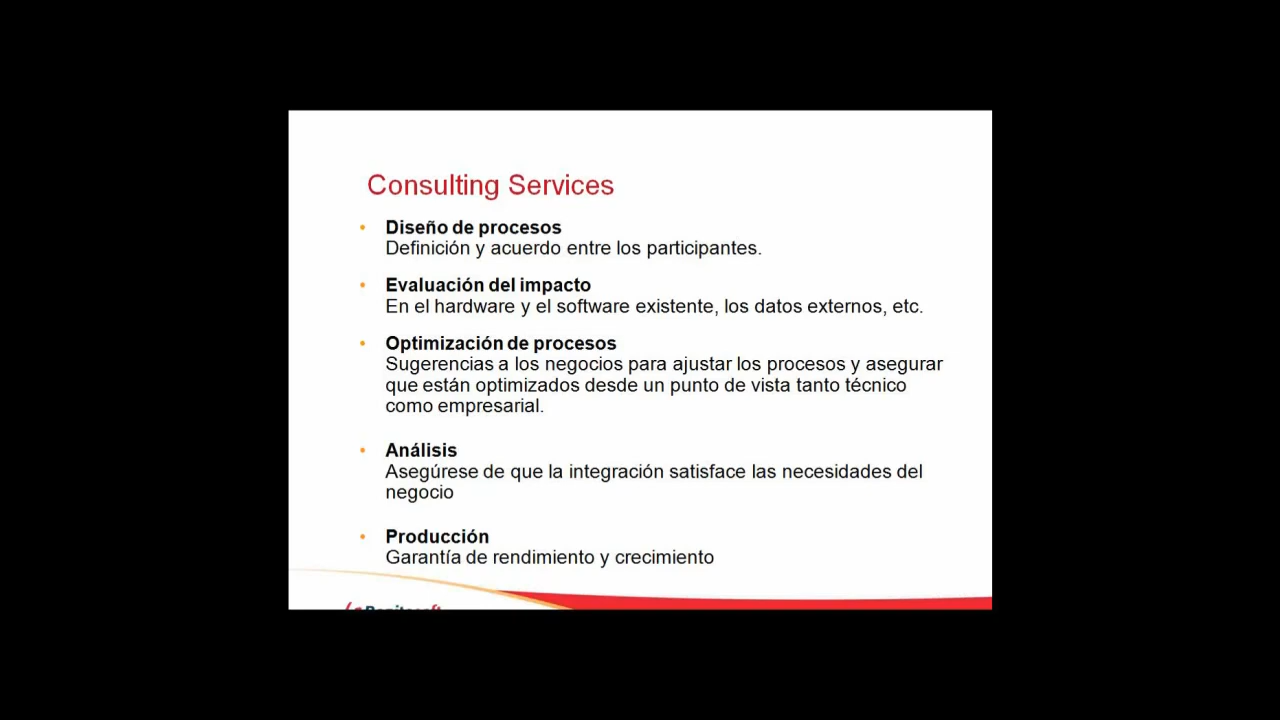 Consulting Services
• Diseño de procesos
Definición y acuerdo entre los participantes.
• Evaluación del impacto
En el hardware y el software existente, los datos externos, etc.
• Optimización de procesos
Sugerencias a los negocios para ajustar los procesos y asegurar
que están optimizados desde un punto de vista tanto técnico
como empresarial.
• Análisis
Asegúrese de que la integración satisface las necesidades del
negocio
• Producción
Garantía de rendimiento y crecimiento